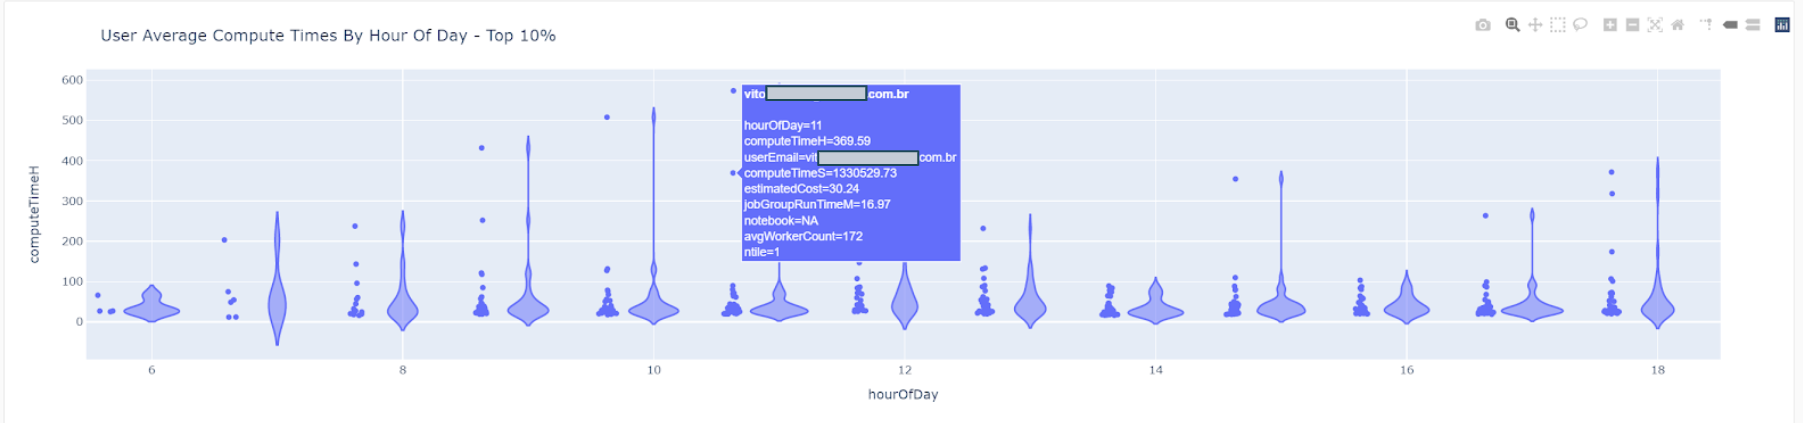 User Average Compute Times By Hour Of Day - Top 10%
computeTimeH
600
500
400
300
200
100
0
vito com.br
hourOfDay=11
computeTimeH=369.59
userEmail=vit com.br
computeTimeS=1330529.73
estimatedCost=30.24
jobGroupRunTimeM=16.97
notebook=NA
avgWorkerCount=172
ntile=1
6 8 10 12 14 16 18
hourOfDay